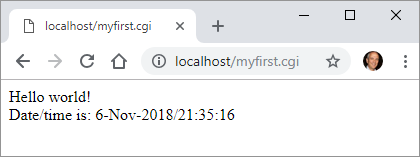 localhost/myfirst.cgi
localhost/myfirst.cgi
Hello world!
Date/time is: 6-Nov-2018/21:35:16